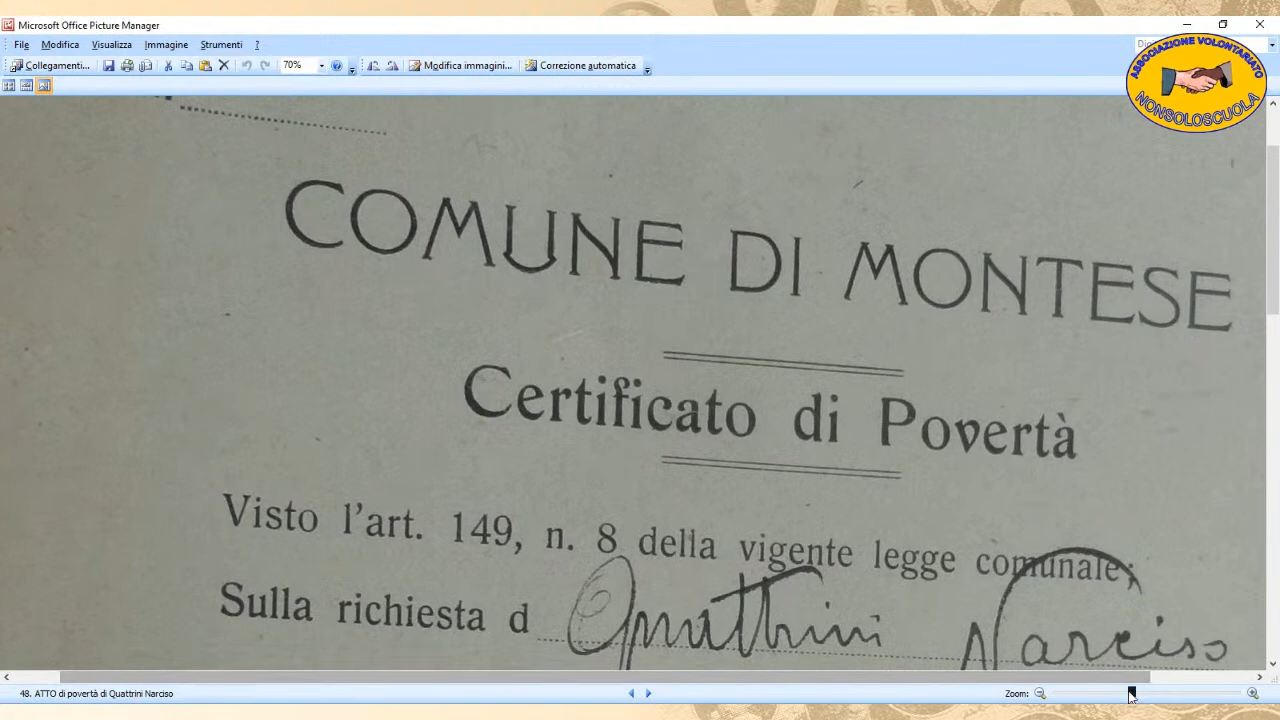 Microsoft Office Picture Manager
File Modifica Visualizza Immagine Strumenti ?
Collegamenti... 70% Modifica immagini... Correzione automatica
ASSOCIAZIONE VOLONTARIATO
NONSOLOSCUOLA
COMUNE DI MONTESE
Certificato di Povertà
Visto l'art. 149, n. 8 della vigente legge comunale;
Sulla richiesta d Quattrini Narciso
48. ATTO di povertà di Quattrini Narciso
Zoom: